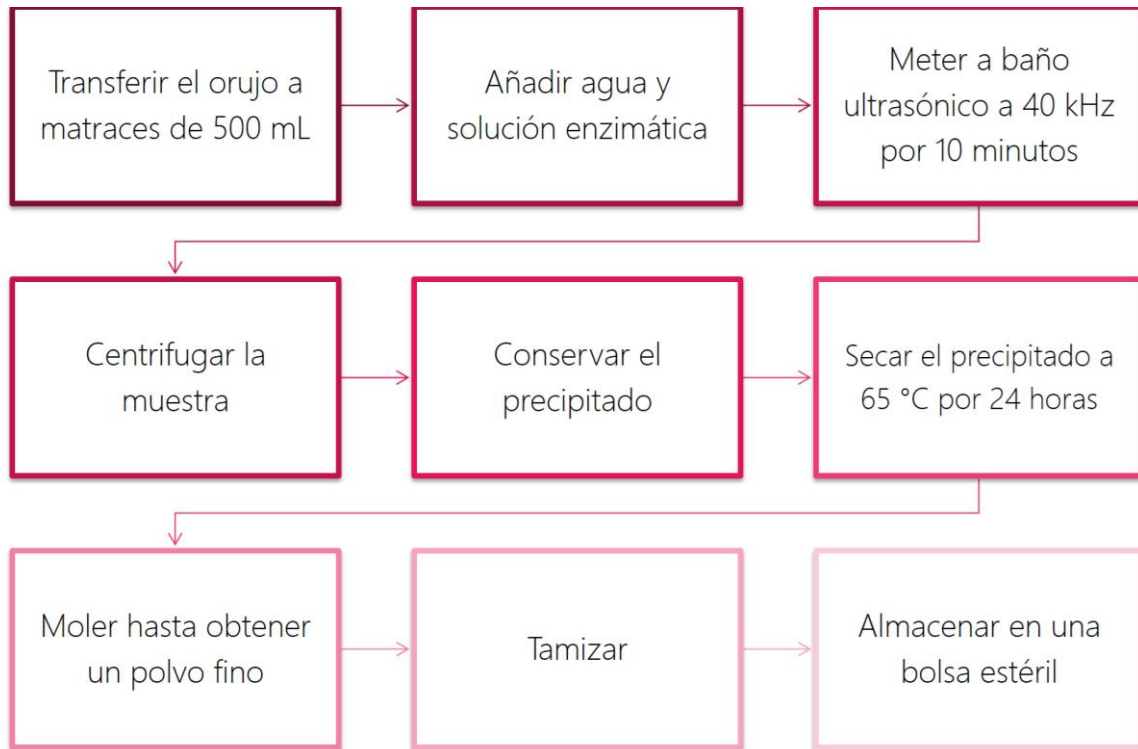 Transferir el orujo a
matraces de 500 mL
Añadir agua y
solución enzimática
Meter a baño
ultrasónico a 40 kHz
por 10 minutos
Centrifugar la
muestra
Conservar el
precipitado
Secar el precipitado a
65 °C por 24 horas
Moler hasta obtener
un polvo fino
Tamizar
Almacenar en una
bolsa estéril